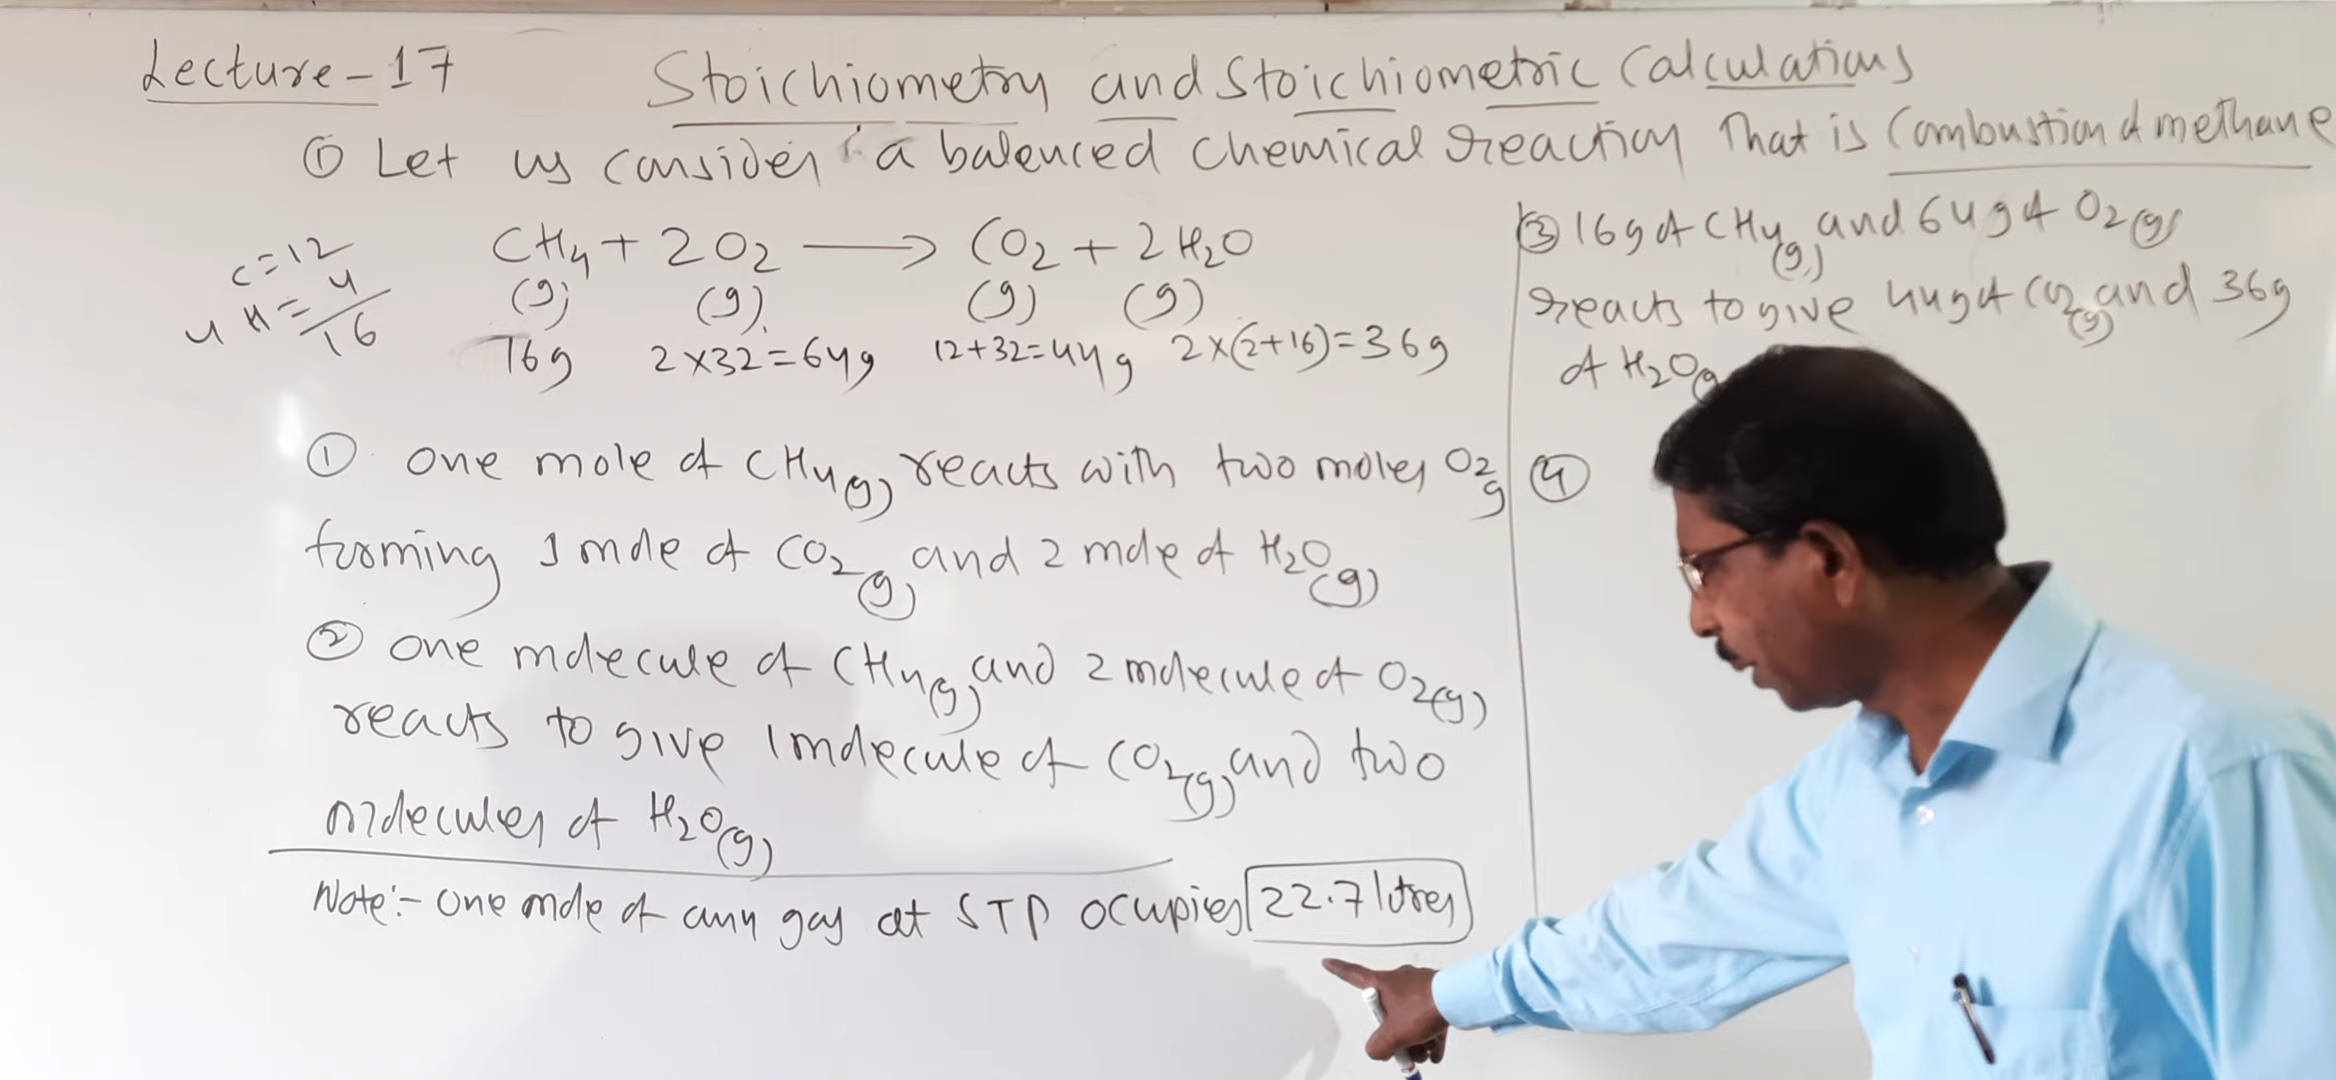 Lecture-17
Stoichiometry and Stoichiometric Calculations
① Let us consider a balenced chemical reaction That is Combustion of methane
C=12
4 H= 4
16
CH4 + 2O2 ⟶ CO2 + 2H2O
(g) (g) (g) (g)
16g 2×32=64g 12+32=44g 2×(2+16)=36g
① one mole of CH4(g) reacts with two moles O2 g
forming 1 mole of CO2(g) and 2 mole of H2O(g)
② one molecule of CH4(g) and 2 molecule of O2(g)
reacts to give 1 molecule of CO2(g) and two
molecules of H2O(g)
Note:- One mole of any gas at STP ocupies 22.7 litres
③ 16g of CH4(g) and 64g of O2(g)
reacts to give 44g of CO2(g) and 36g
of H2O(g
④